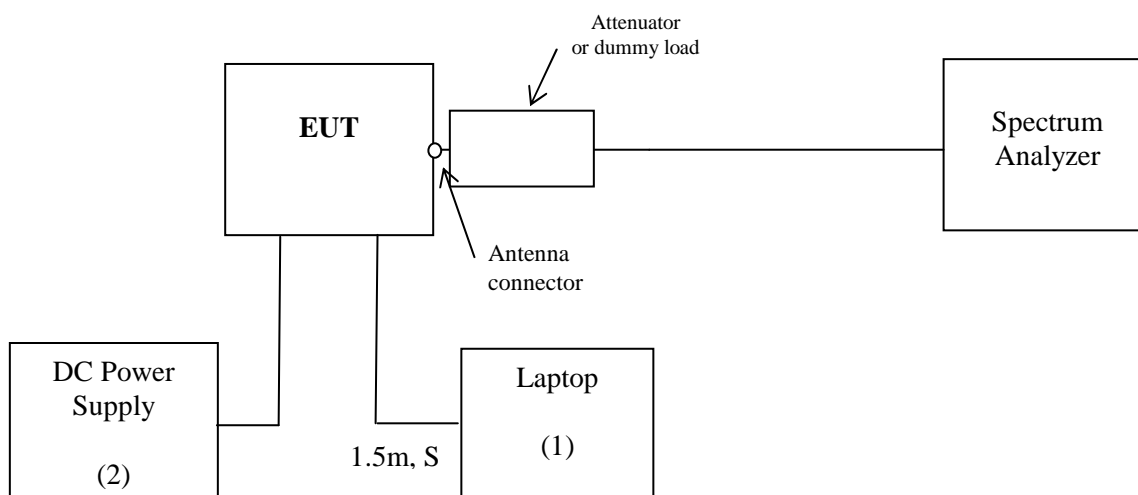 Attenuator
or dummy load
EUT
Spectrum
Analyzer
Antenna
connector
DC Power
Supply
(2)
1.5m, S
Laptop
(1)